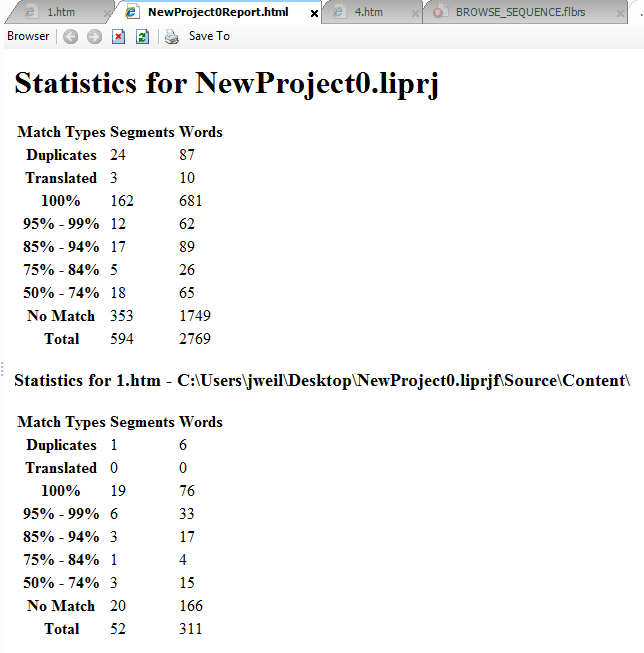 1.htm NewProject0Report.html 4.htm BROWSE_SEQUENCE.flbrs
Browser Save To
Statistics for NewProject0.liprj
Match Types Segments Words
Duplicates 24 87
Translated 3 10
100% 162 681
95% - 99% 12 62
85% - 94% 17 89
75% - 84% 5 26
50% - 74% 18 65
No Match 353 1749
Total 594 2769
Statistics for 1.htm - C:\Users\jweil\Desktop\NewProject0.liprjf\Source\Content\
Match Types Segments Words
Duplicates 1 6
Translated 0 0
100% 19 76
95% - 99% 6 33
85% - 94% 3 17
75% - 84% 1 4
50% - 74% 3 15
No Match 20 166
Total 52 311